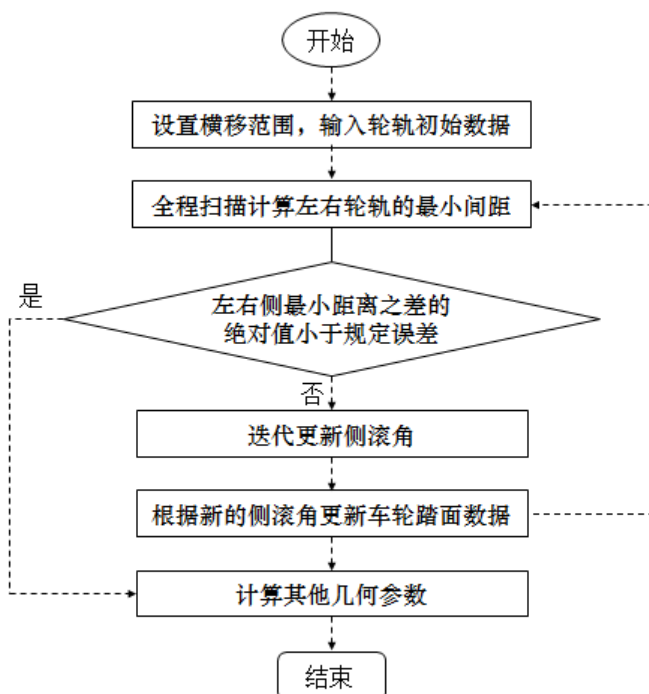 开始
设置横移范围，输入轮轨初始数据
全程扫描计算左右轮轨的最小间距
是
左右侧最小距离之差的
绝对值小于规定误差
否
迭代更新侧滚角
根据新的侧滚角更新车轮踏面数据
计算其他几何参数
结束